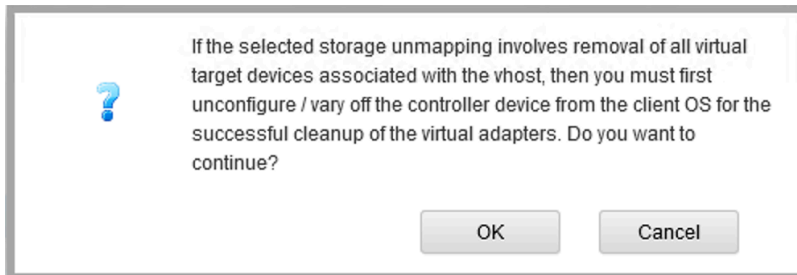 If the selected storage unmapping involves removal of all virtual
target devices associated with the vhost, then you must first
unconfigure / vary off the controller device from the client OS for the
successful cleanup of the virtual adapters. Do you want to
continue?
OK
Cancel